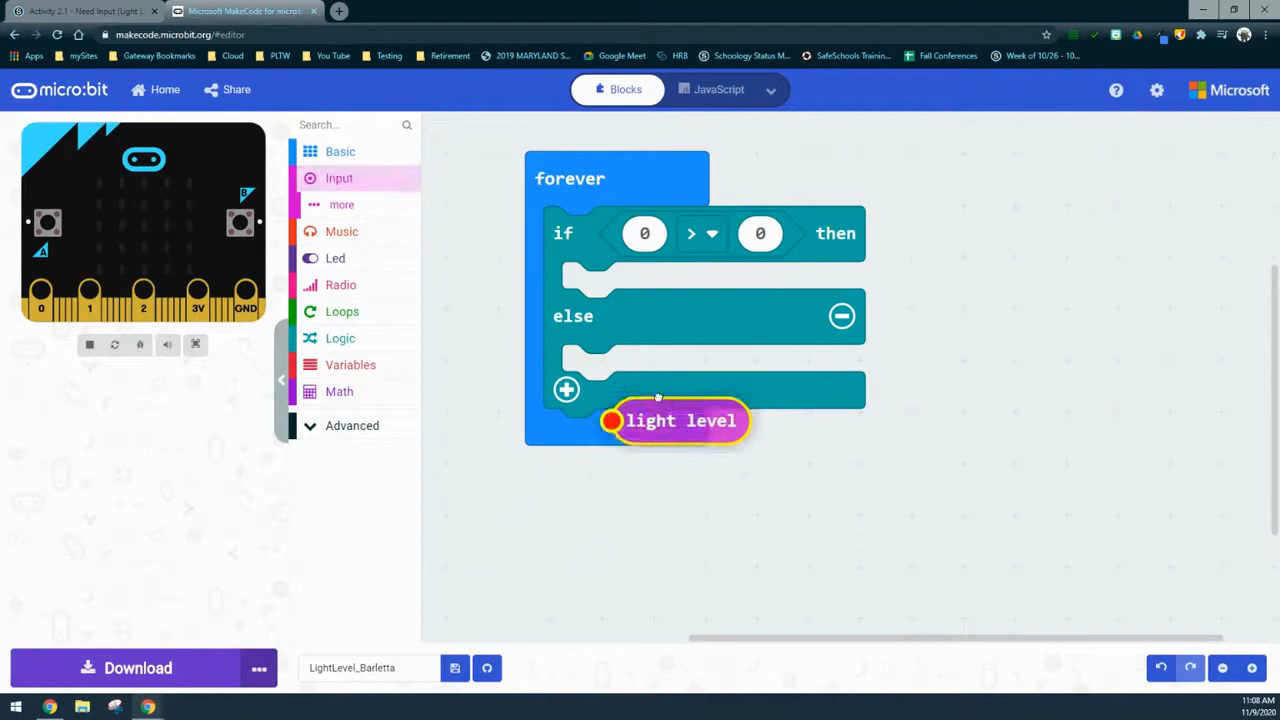 Activity 2.1 - Need Input (Light L
Microsoft MakeCode for micro:bit
makecode.microbit.org/#editor
Apps
mySites
Gateway Bookmarks
Cloud
PLTW
You Tube
Testing
Retirement
2019 MARYLAND S...
Google Meet
HRB
Schoology Status M...
SafeSchools Trainin...
Fall Conferences
Week of 10/26 - 10...
micro:bit
Home
Share
Blocks
JavaScript
Microsoft
Search...
Basic
Input
more
Music
Led
Radio
Loops
Logic
Variables
Math
Advanced
A
B
0 1 2 3V GND
forever
if 0 > 0 then
else
light level
Download
LightLevel_Barletta
11:08 AM
11/9/2020